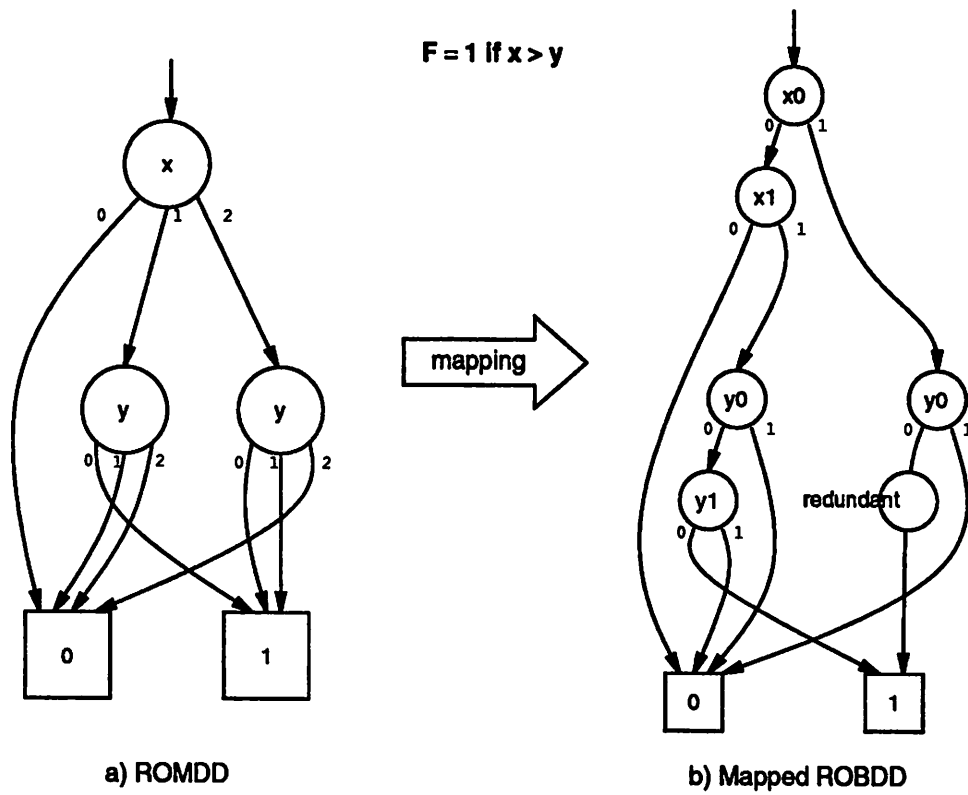 F = 1 if x > y
x
0 1 2
y y
0 1 2 0 1 2
0 1
a) ROMDD
mapping
x0
0 1
x1
0 1
y0 y0
0 1 0 1
y1 redundant
0 1
0 1
b) Mapped ROBDD